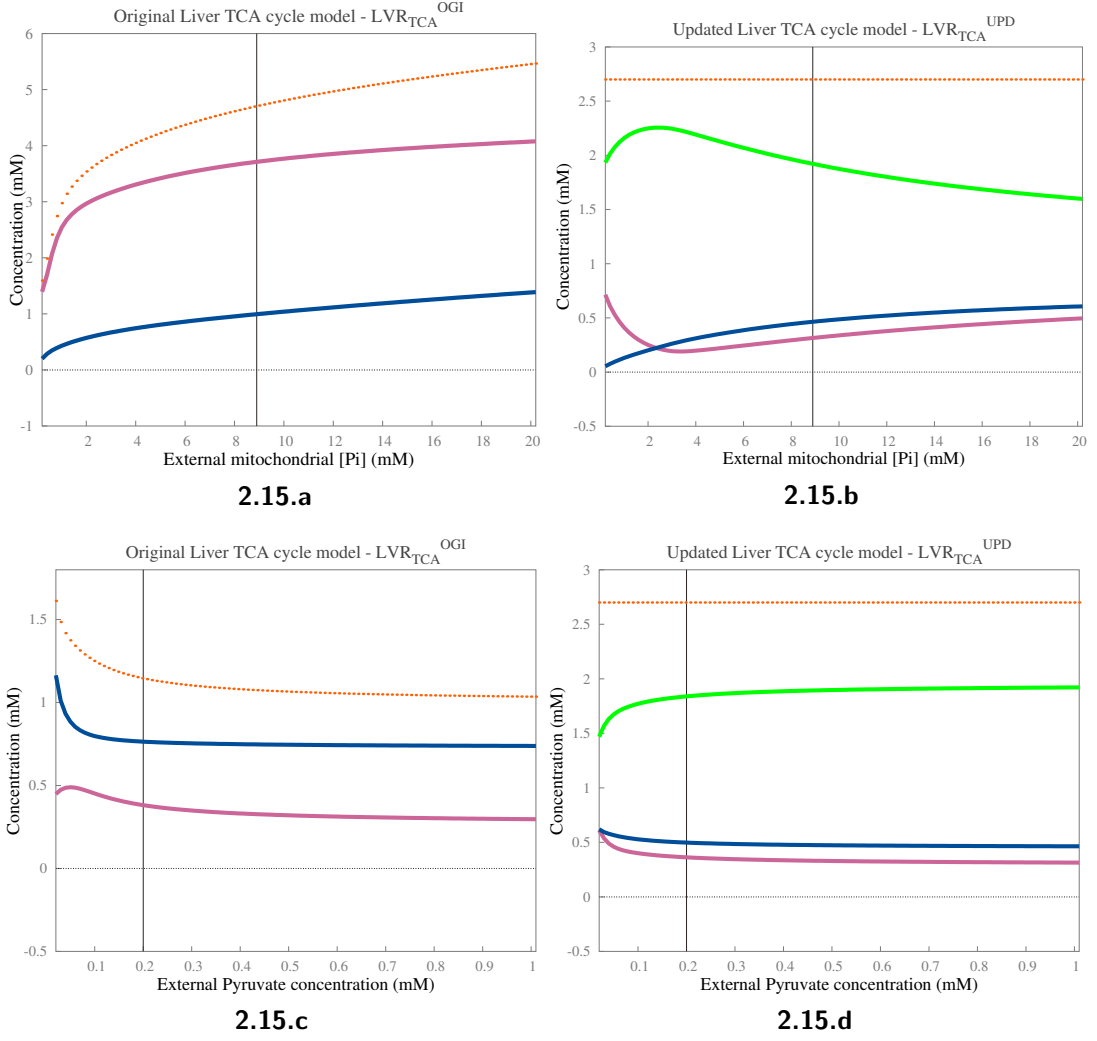 Original Liver TCA cycle model - LVR_TCA^OGI
Concentration (mM)
6
5
4
3
2
1
0
-1
2 4 6 8 10 12 14 16 18 20
External mitochondrial [Pi] (mM)
2.15.a
Updated Liver TCA cycle model - LVR_TCA^UPD
Concentration (mM)
3
2.5
2
1.5
1
0.5
0
-0.5
2 4 6 8 10 12 14 16 18 20
External mitochondrial [Pi] (mM)
2.15.b
Original Liver TCA cycle model - LVR_TCA^OGI
Concentration (mM)
1.5
1
0.5
0
-0.5
0.1 0.2 0.3 0.4 0.5 0.6 0.7 0.8 0.9 1
External Pyruvate concentration (mM)
2.15.c
Updated Liver TCA cycle model - LVR_TCA^UPD
Concentration (mM)
3
2.5
2
1.5
1
0.5
0
-0.5
0.1 0.2 0.3 0.4 0.5 0.6 0.7 0.8 0.9 1
External Pyruvate concentration (mM)
2.15.d